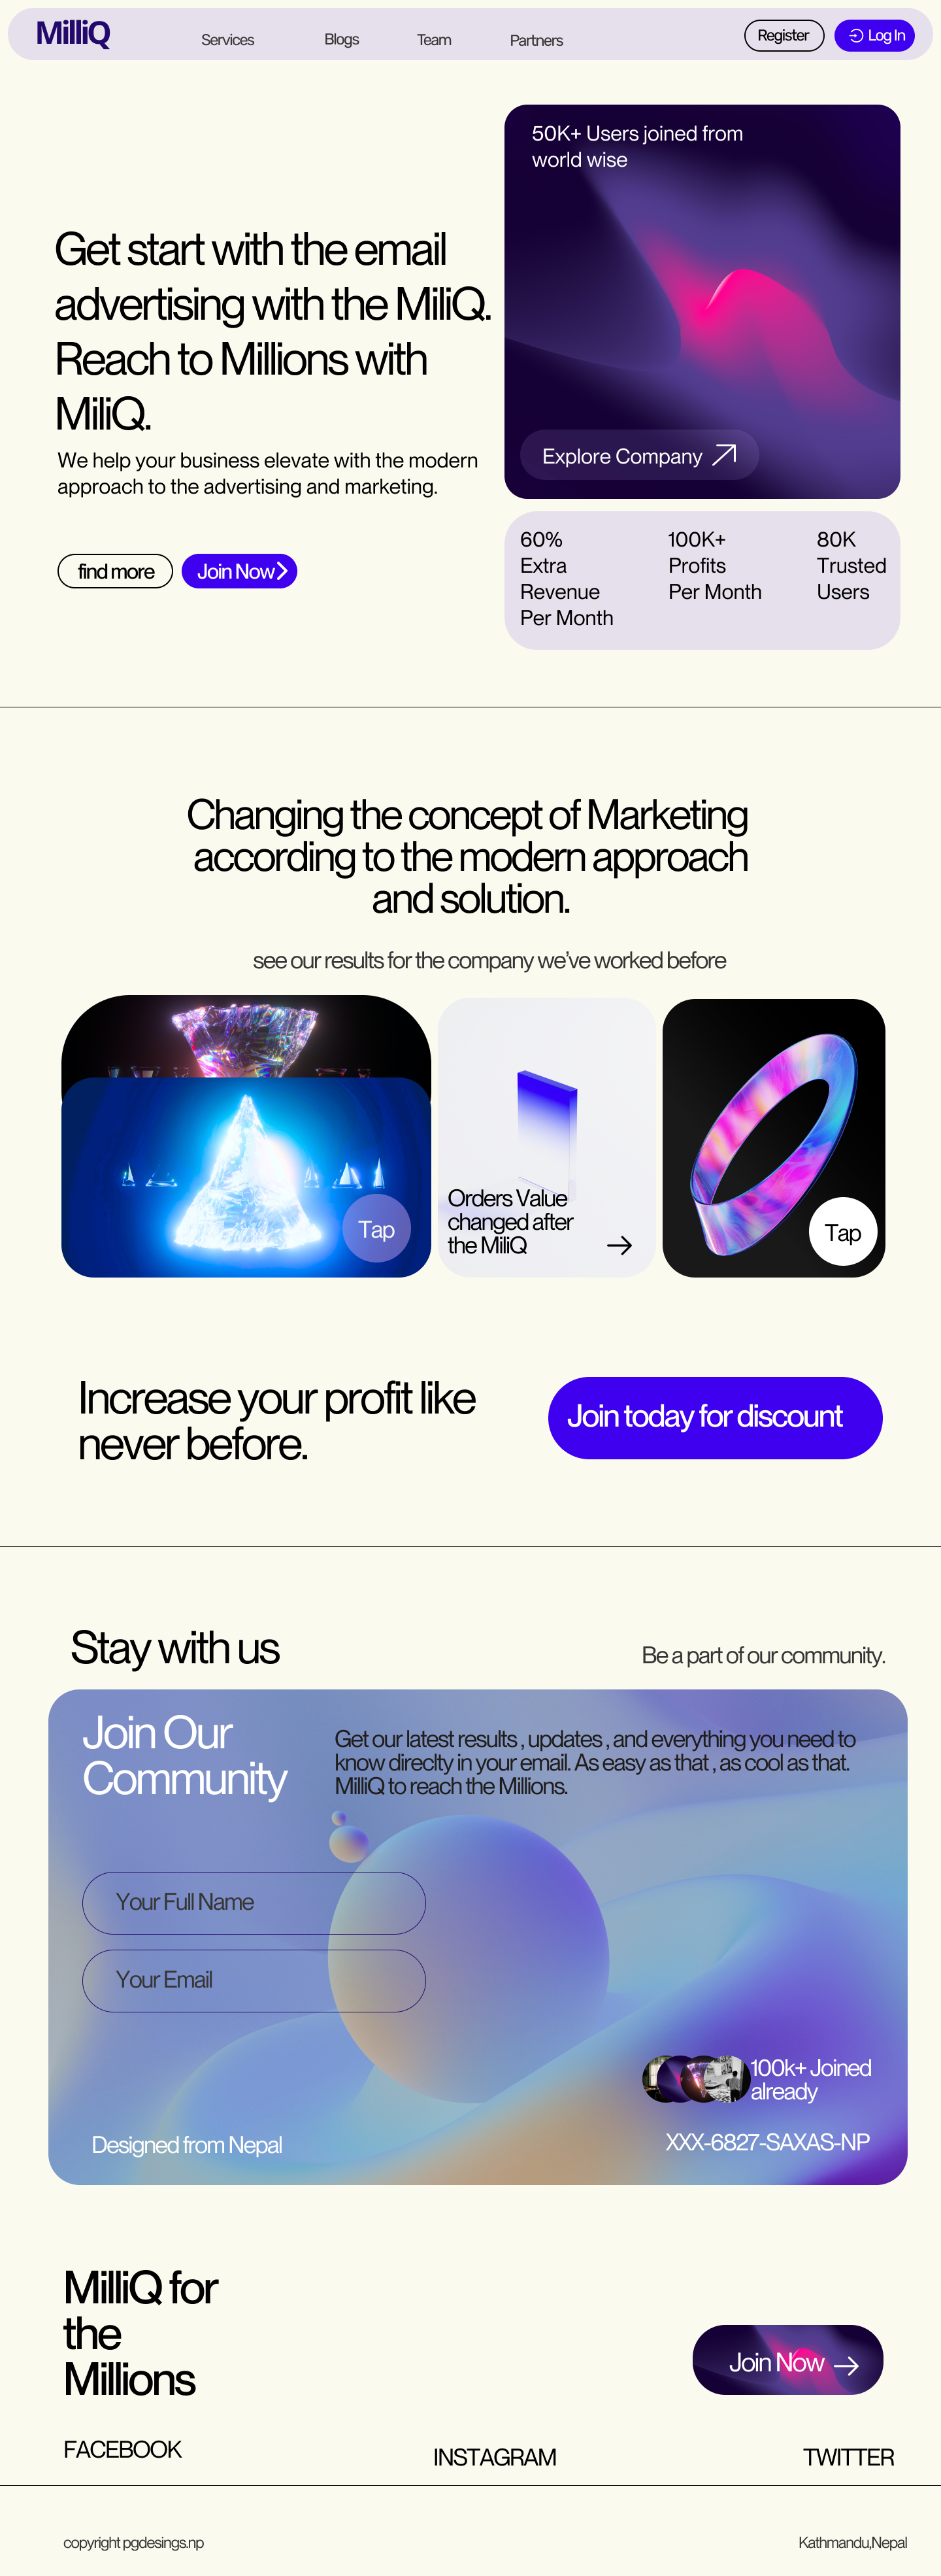 MilliQ
Services
Blogs
Team
Partners
Register
Log In
50K+ Users joined from
world wise
Get start with the email
advertising with the MiliQ.
Reach to Millions with
MiliQ.
We help your business elevate with the modern
approach to the advertising and marketing.
find more
Join Now
Explore Company
60%
Extra
Revenue
Per Month
100K+
Profits
Per Month
80K
Trusted
Users
Changing the concept of Marketing
according to the modern approach
and solution.
see our results for the company we've worked before
Tap
Orders Value
changed after
the MiliQ
Tap
Increase your profit like
never before.
Join today for discount
Stay with us
Be a part of our community.
Join Our
Community
Get our latest results , updates , and everything you need to
know direclty in your email. As easy as that , as cool as that.
MilliQ to reach the Millions.
Your Full Name
Your Email
100k+ Joined
already
Designed from Nepal
XXX-6827-SAXAS-NP
MilliQ for
the
Millions
Join Now
FACEBOOK
INSTAGRAM
TWITTER
copyright pgdesings.np
Kathmandu,Nepal